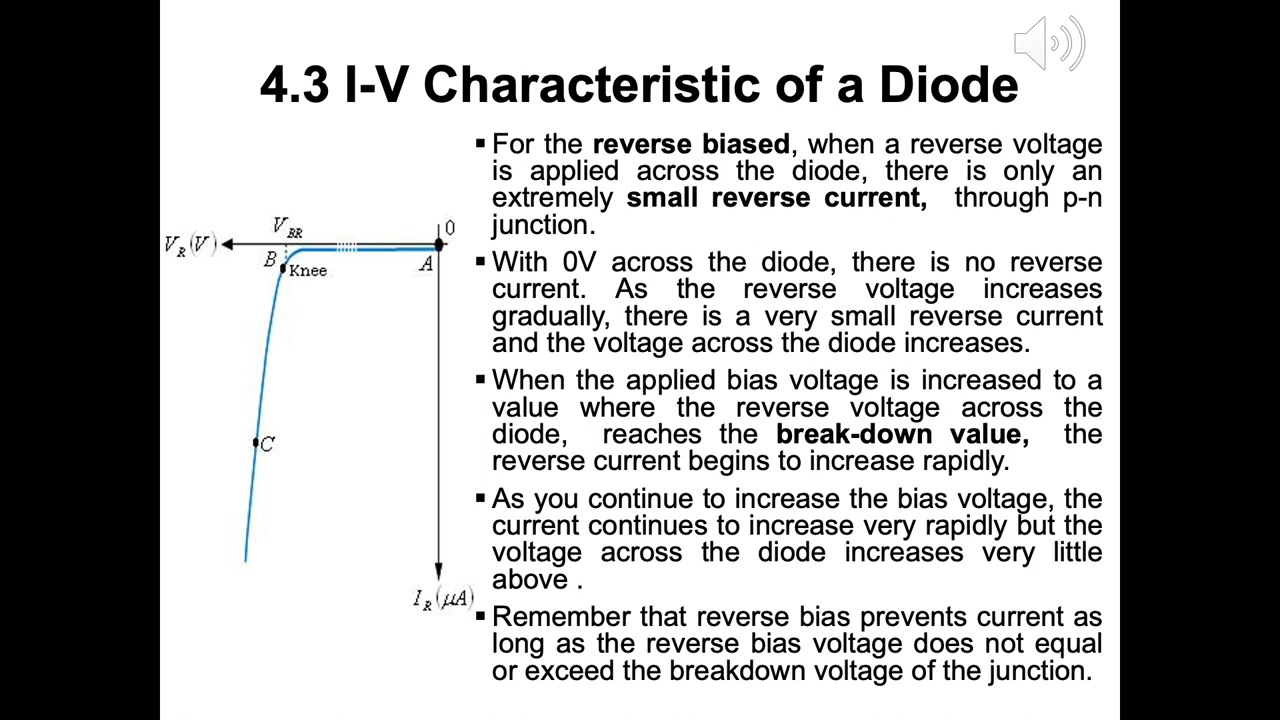 4.3 I-V Characteristic of a Diode
▪ For the reverse biased, when a reverse voltage
is applied across the diode, there is only an
extremely small reverse current, through p-n
junction.
▪ With 0V across the diode, there is no reverse
current. As the reverse voltage increases
gradually, there is a very small reverse current
and the voltage across the diode increases.
▪ When the applied bias voltage is increased to a
value where the reverse voltage across the
diode, reaches the break-down value, the
reverse current begins to increase rapidly.
▪ As you continue to increase the bias voltage, the
current continues to increase very rapidly but the
voltage across the diode increases very little
above .
▪ Remember that reverse bias prevents current as
long as the reverse bias voltage does not equal
or exceed the breakdown voltage of the junction.
V_BR
0
V_R(V)
B
Knee
A
C
I_R(μA)